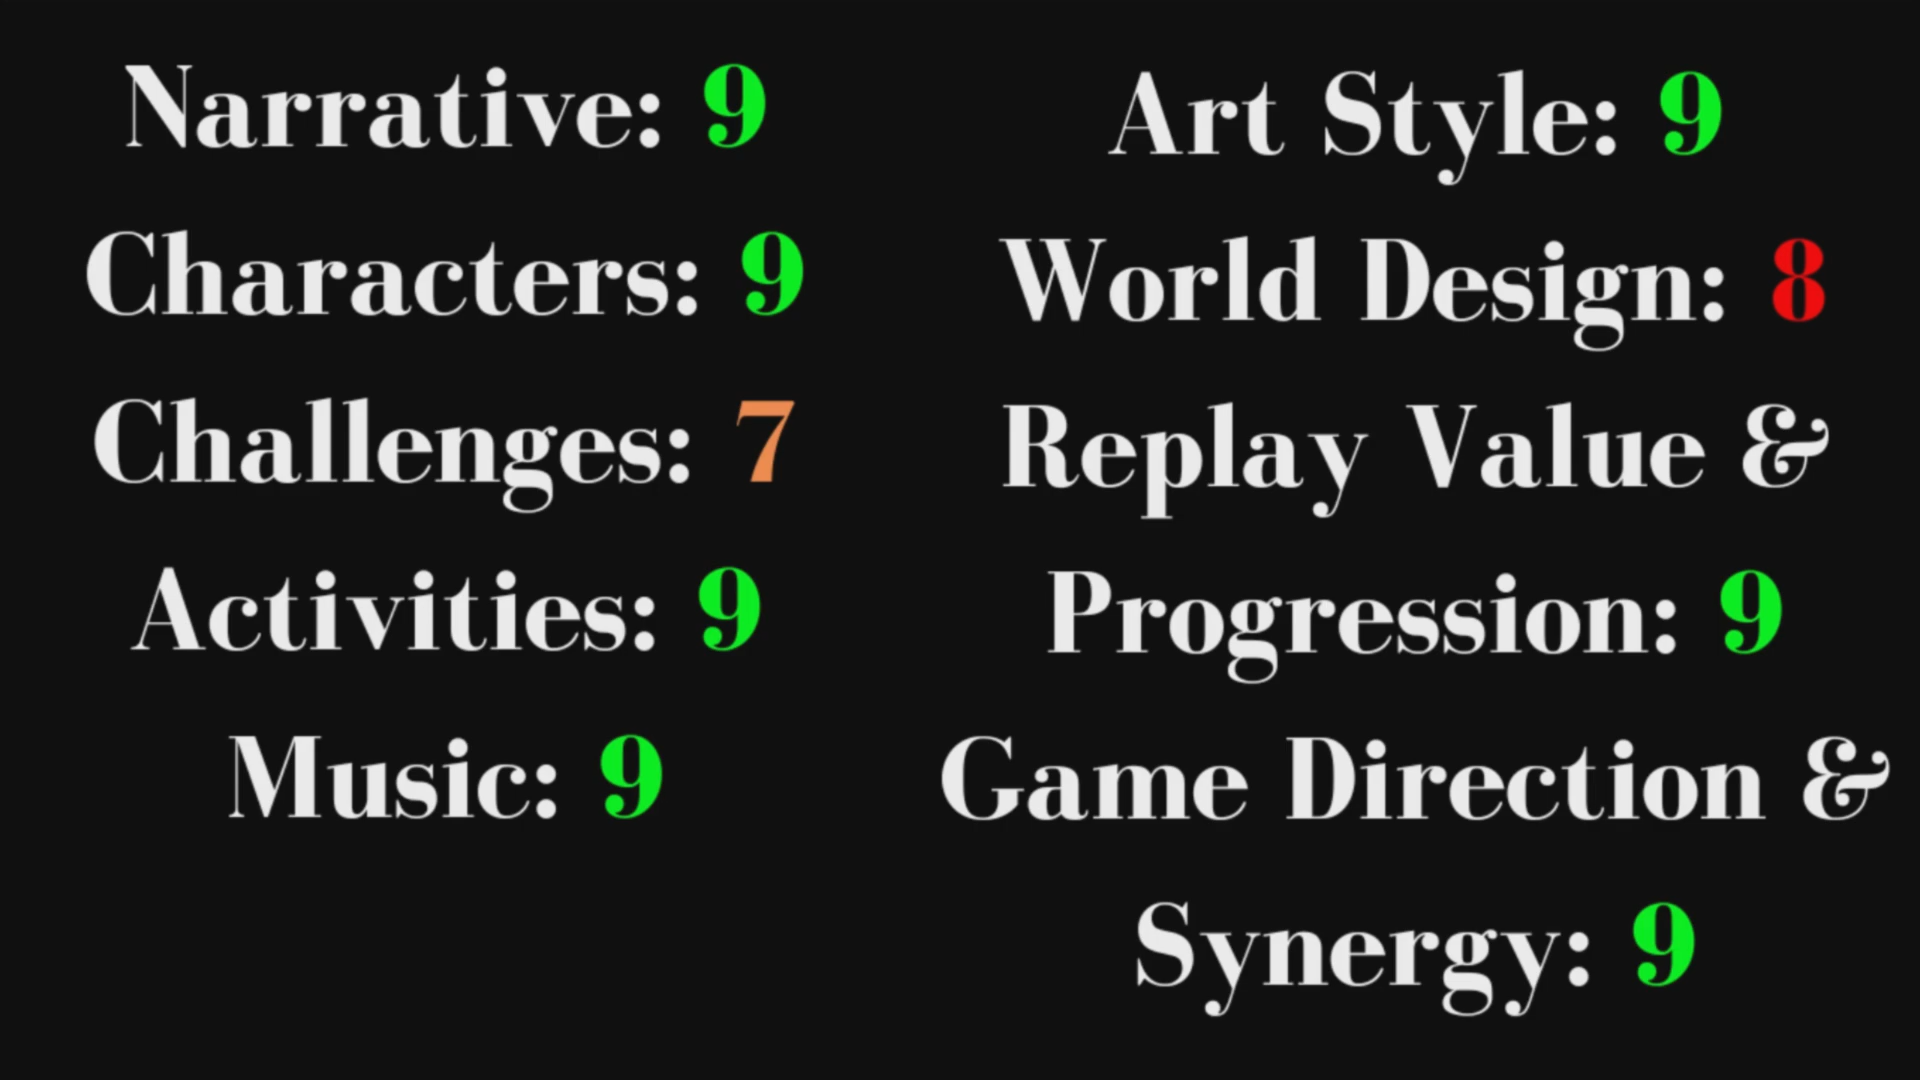 Narrative: 9
Characters: 9
Challenges: 7
Activities: 9
Music: 9
Art Style: 9
World Design: 8
Replay Value &
Progression: 9
Game Direction &
Synergy: 9